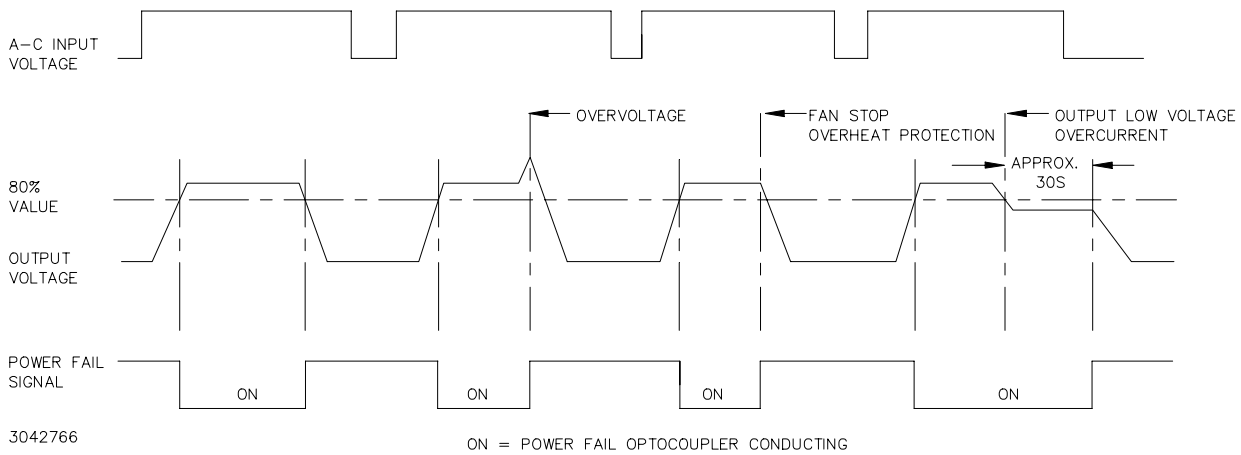 A-C INPUT
VOLTAGE
OVERVOLTAGE
FAN STOP
OVERHEAT PROTECTION
OUTPUT LOW VOLTAGE
OVERCURRENT
APPROX.
30S
80%
VALUE
OUTPUT
VOLTAGE
POWER FAIL
SIGNAL
ON
ON
ON
ON
3042766
ON = POWER FAIL OPTOCOUPLER CONDUCTING